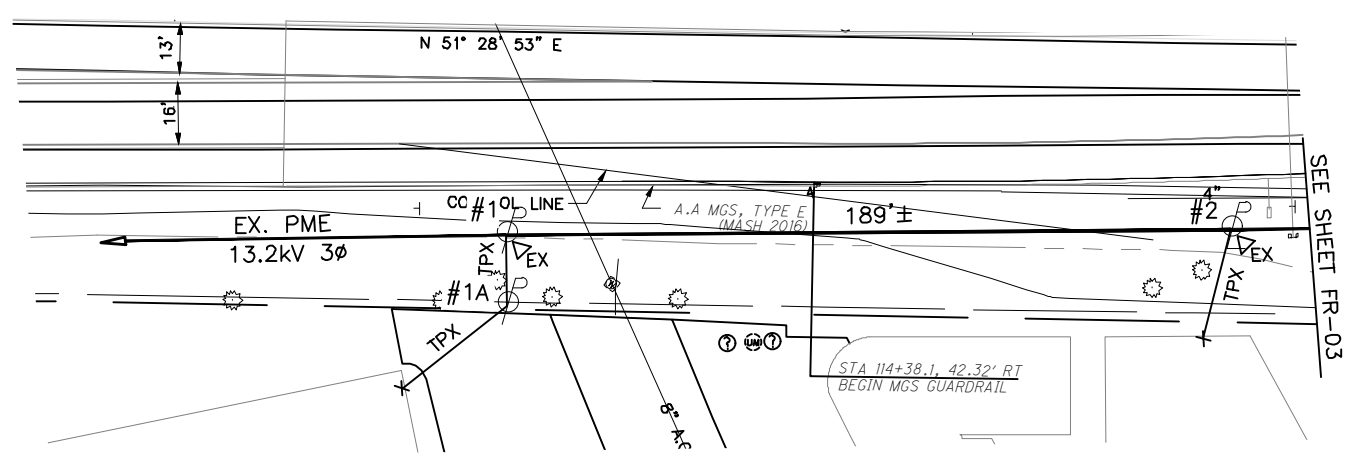 N 51° 28' 53" E
13'
16'
CO OL LINE
#1
A.A MGS, TYPE E
(MASH 2016)
189'±
4"
#2
EX. PME
13.2kV 3ø
TPX
EX
EX
TPX
#1A
TPX
? ?
STA 114+38.1, 42.32' RT
BEGIN MGS GUARDRAIL
8" A.C
SEE SHEET FR-03